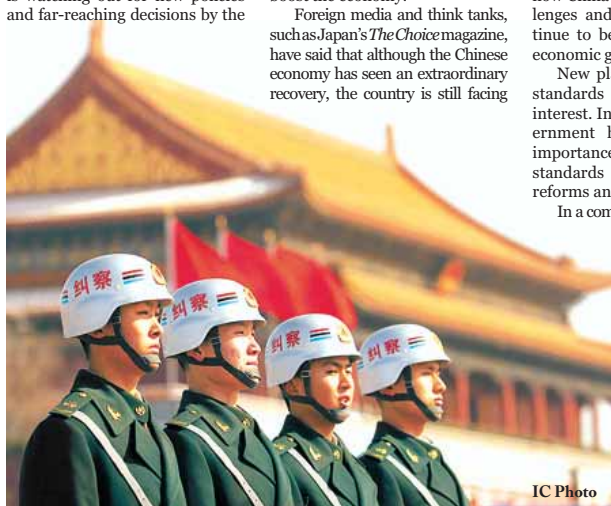 and far-reaching decisions by the
Foreign media and think tanks,
such as Japan's The Choice magazine,
have said that although the Chinese
economy has seen an extraordinary
recovery, the country is still facing
lenges and
tinue to be
economic g
New pl
standards
interest. In
ernment h
importance
standards
reforms an
In a com
纠察
纠察
纠察
纠察
IC Photo